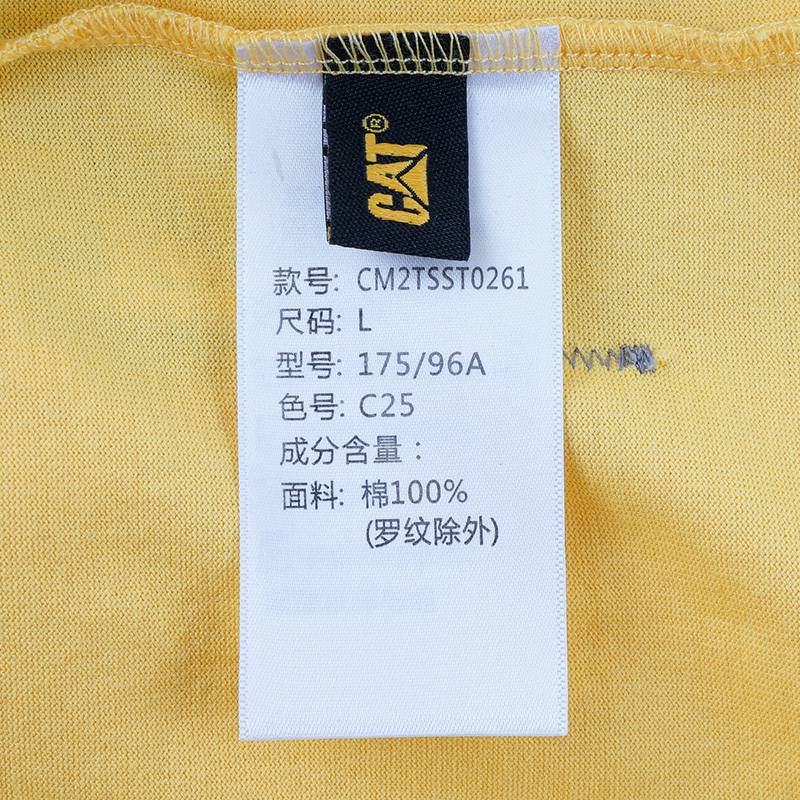 CAT®
款号: CM2TSST0261
尺码: L
型号: 175/96A
色号: C25
成分含量:
面料: 棉100%
(罗纹除外)